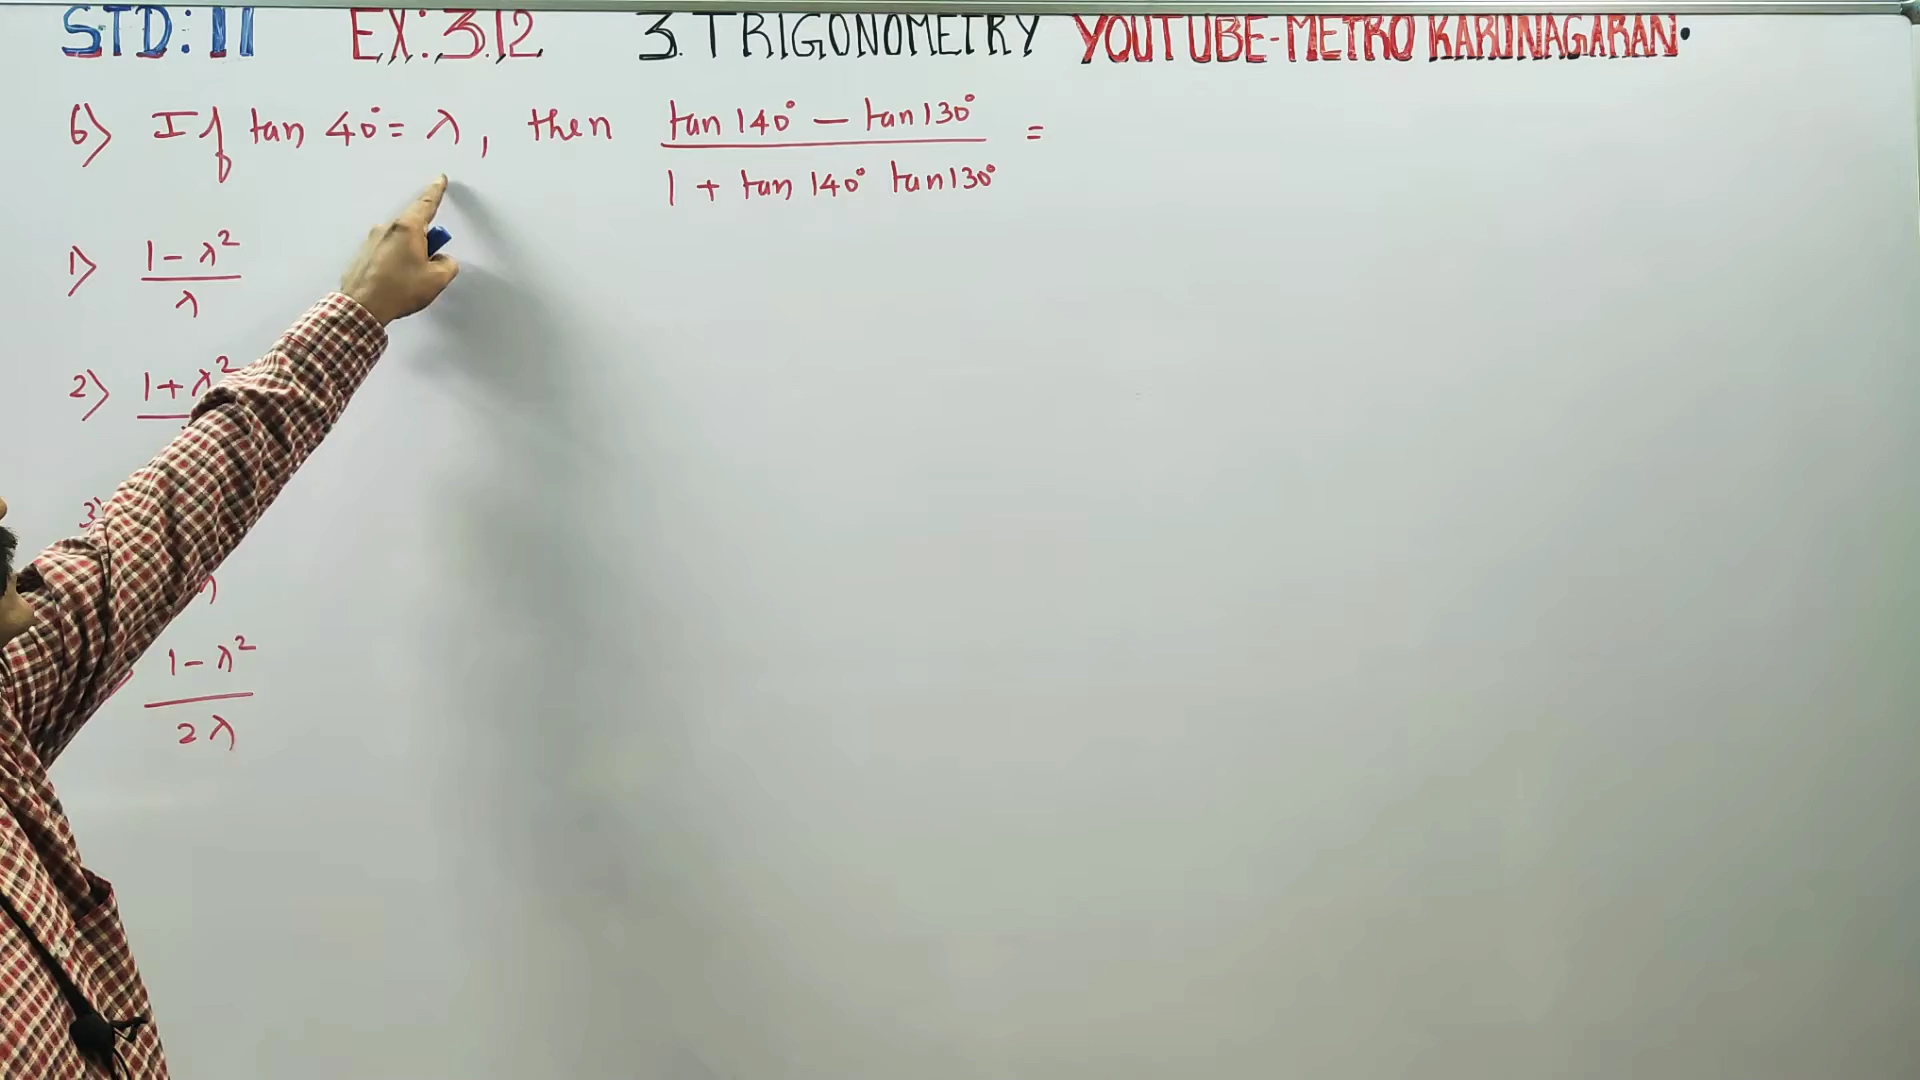 STD: 11 EX: 3.12 3. TRIGONOMETRY YOUTUBE-METRO KARUNAGARAN.
6) If tan 40° = λ, then tan 140° – tan 130° =
1 + tan 140° tan 130°
1) 1 – λ²
λ
2) 1 + λ²
3)
λ
1 – λ²
2λ